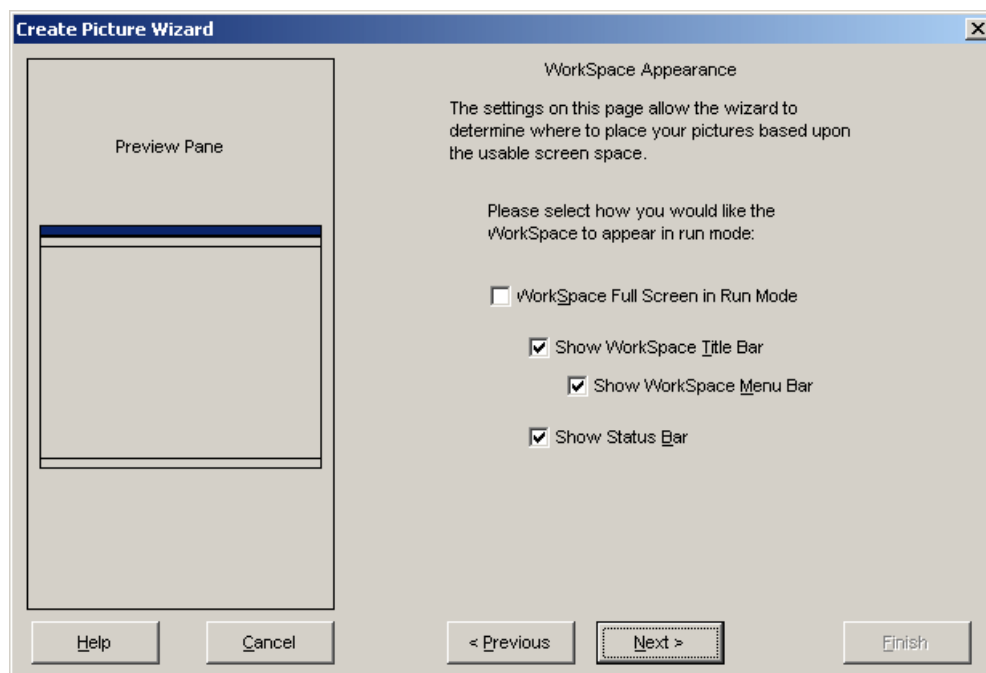 Create Picture Wizard
Preview Pane
WorkSpace Appearance
The settings on this page allow the wizard to
determine where to place your pictures based upon
the usable screen space.
Please select how you would like the
WorkSpace to appear in run mode:
WorkSpace Full Screen in Run Mode
Show WorkSpace Title Bar
Show WorkSpace Menu Bar
Show Status Bar
Help
Cancel
< Previous
Next >
Finish